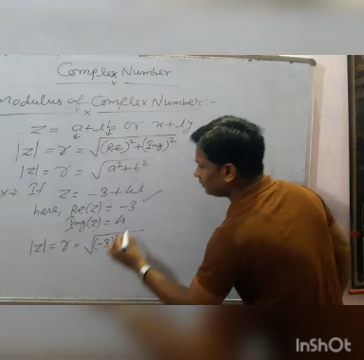 Complex Number
Modulus of Complex Number:-
z = a+ib or x+iy
|z| = r = √(Re)²+(Img)²
|z| = r = √a²+b²
If z = -3+4i
here, Re(z) = -3
Img(z) = 4
|z| = r = √(-3)
InShOt